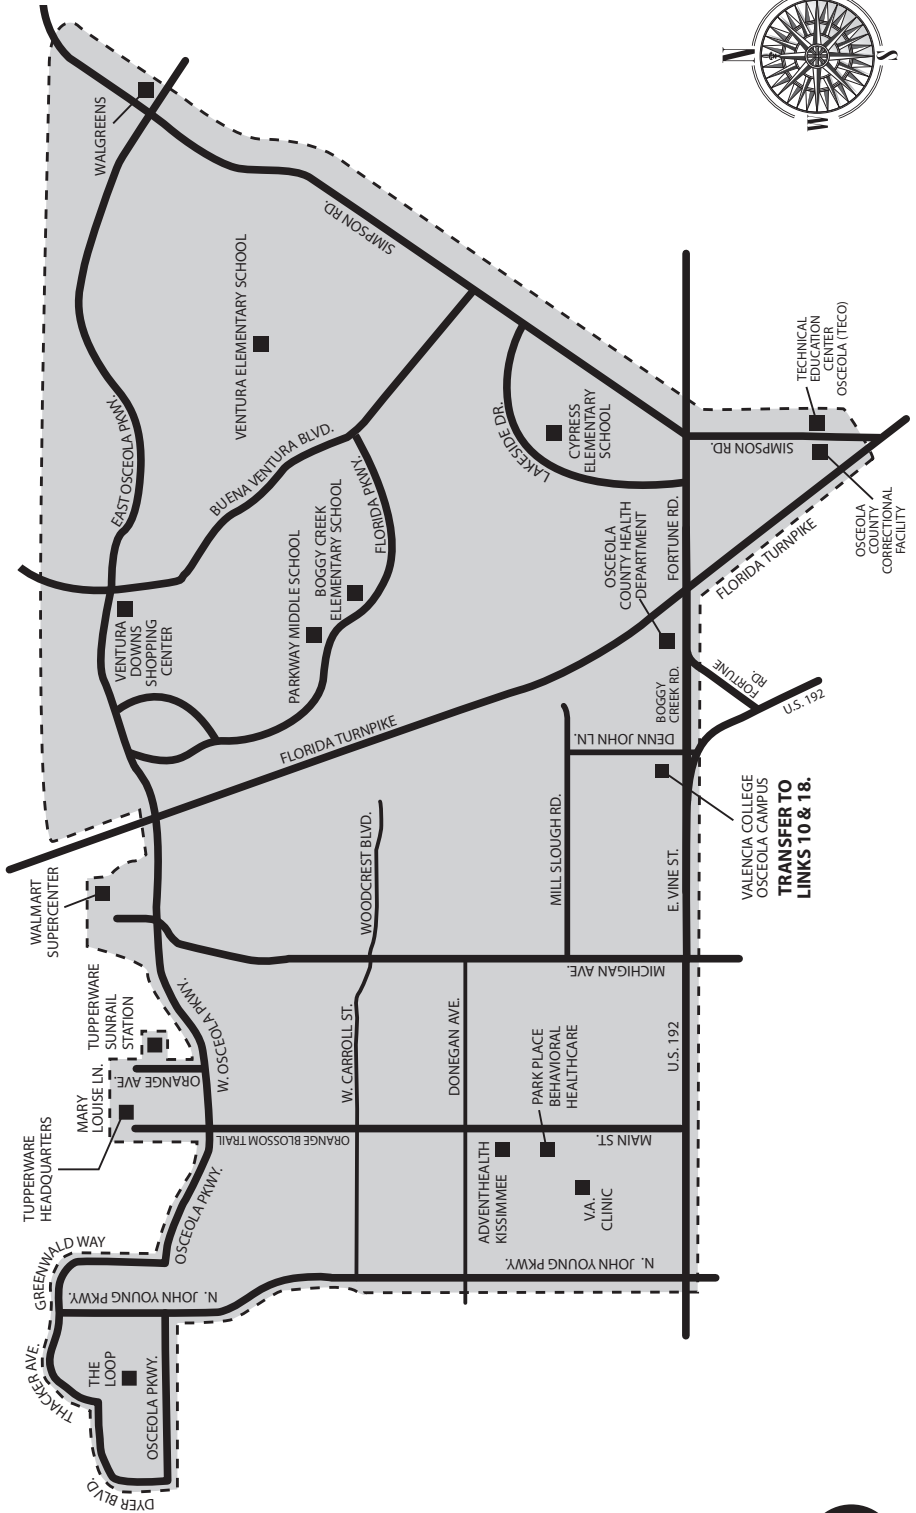 WALGREENS
SIMPSON RD.
VENTURA ELEMENTARY SCHOOL
EAST OSCEOLA PKWY.
BUENA VENTURA BLVD.
FLORIDA PKWY.
LAKESIDE DR.
CYPRESS
ELEMENTARY
SCHOOL
TECHNICAL
EDUCATION
CENTER
OSCEOLA (TECO)
SIMPSON RD.
OSCEOLA
COUNTY
CORRECTIONAL
FACILITY
FLORIDA TURNPIKE
FORTUNE RD.
OSCEOLA
COUNTY HEALTH
DEPARTMENT
BOGGY CREEK
ELEMENTARY SCHOOL
PARKWAY MIDDLE SCHOOL
VENTURA
DOWNS
SHOPPING
CENTER
FLORIDA TURNPIKE
BOGGY
CREEK RD.
FORTUNE
RD.
U.S. 192
DENN JOHN LN.
VALENCIA COLLEGE
OSCEOLA CAMPUS
TRANSFER TO
LINKS 10 & 18.
MILL SLOUGH RD.
E. VINE ST.
WOODCREST BLVD.
WALMART
SUPERCENTER
MICHIGAN AVE.
TUPPERWARE
SUNRAIL
STATION
W. OSCEOLA PKWY.
ORANGE AVE.
MARY
LOUISE LN.
TUPPERWARE
HEADQUARTERS
W. CARROLL ST.
DONEGAN AVE.
PARK PLACE
BEHAVIORAL
HEALTHCARE
U.S. 192
ORANGE BLOSSOM TRAIL
MAIN ST.
ADVENTHEALTH
KISSIMMEE
V.A.
CLINIC
OSCEOLA PKWY.
GREENWALD WAY
N. JOHN YOUNG PKWY.
N. JOHN YOUNG PKWY.
THACKER AVE.
THE
LOOP
OSCEOLA PKWY.
DYER BLVD.
N
S
W